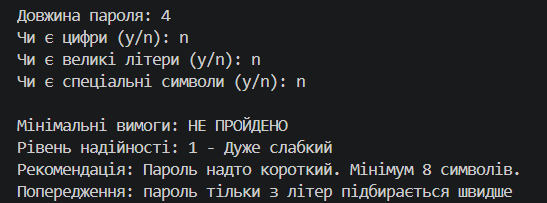 Довжина пароля: 4
Чи є цифри (y/n): n
Чи є великі літери (y/n): n
Чи є спеціальні символи (y/n): n
Мінімальні вимоги: НЕ ПРОЙДЕНО
Рівень надійності: 1 - Дуже слабкий
Рекомендація: Пароль надто короткий. Мінімум 8 символів.
Попередження: пароль тільки з літер підбирається швидше